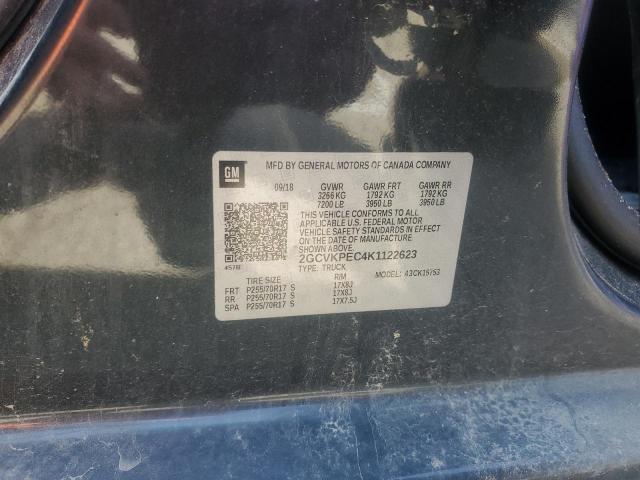 GM MFD BY GENERAL MOTORS OF CANADA COMPANY
09/18 GVWR GAWR FRT GAWR RR
3266 KG 1792 KG 1792 KG
7200 LB 3950 LB 3950 LB
THIS VEHICLE CONFORMS TO ALL
APPLICABLE U.S. FEDERAL MOTOR
VEHICLE SAFETY STANDARDS IN
EFFECT ON THE DATE OF
MANUFACTURE SHOWN ABOVE.
2GCVKPEC4K1122623
TYPE: TRUCK MODEL: 43CK15753
TIRE SIZE RIM
FRT P255/70R17 S 17X8J
RR P255/70R17 S 17X8J
SPA P255/70R17 S 17X7.5J